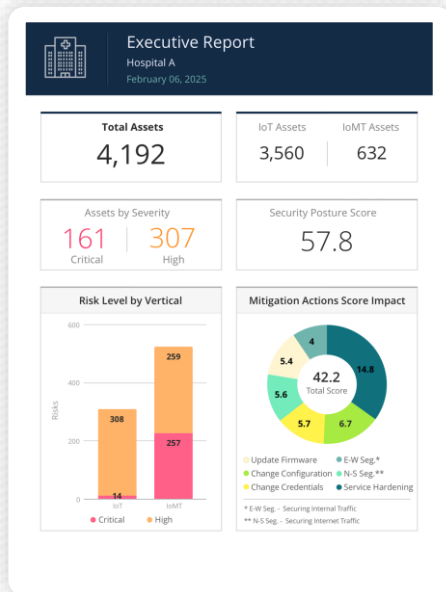 Executive Report
Hospital A
February 06, 2025
Total Assets
4,192
IoT Assets
3,560
IoMT Assets
632
Assets by Severity
161
Critical
307
High
Security Posture Score
57.8
Risk Level by Vertical
600
400
200
0
Risks
308
14
259
257
IoT
IoMT
Critical
High
Mitigation Actions Score Impact
4
14.8
6.7
5.7
5.6
5.4
42.2
Total Score
Update Firmware
E-W Seg.*
Change Configuration
N-S Seg.**
Change Credentials
Service Hardening
* E-W Seg. - Securing Internal Traffic
** N-S Seg. - Securing Internet Traffic